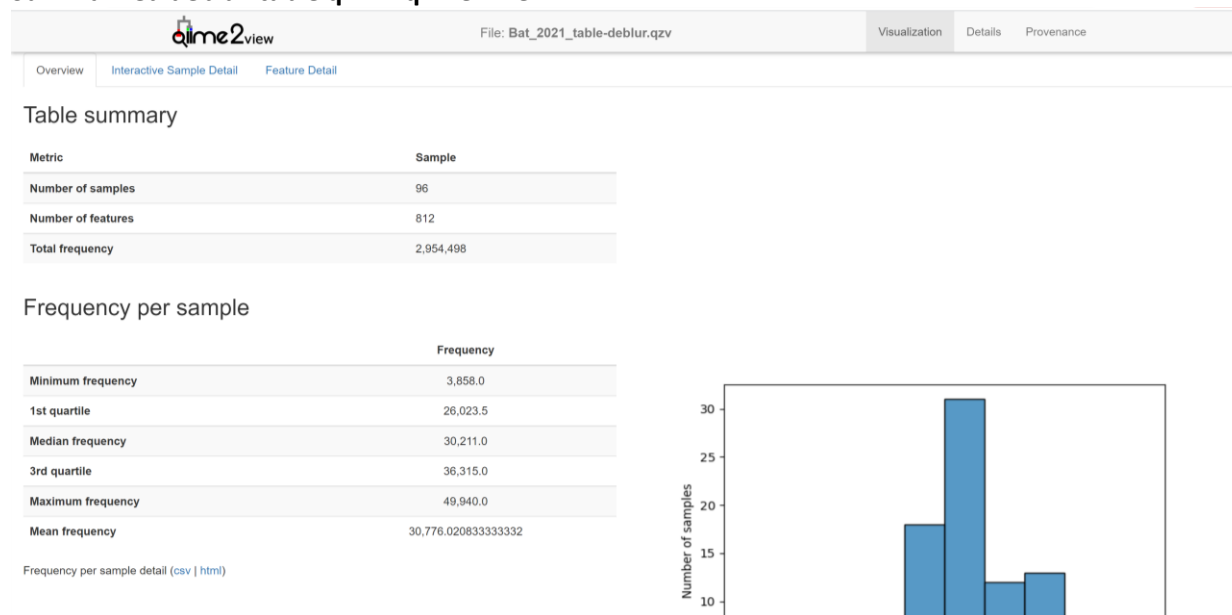 qiime2view File: Bat_2021_table-deblur.qzv Visualization Details Provenance
Overview Interactive Sample Detail Feature Detail
Table summary
Metric Sample
Number of samples 96
Number of features 812
Total frequency 2,954,498
Frequency per sample
Frequency
Minimum frequency 3,858.0
1st quartile 26,023.5
Median frequency 30,211.0
3rd quartile 36,315.0
Maximum frequency 49,940.0
Mean frequency 30,776.020833333332
Frequency per sample detail (csv | html)
30
25
20
15
10
Number of samples